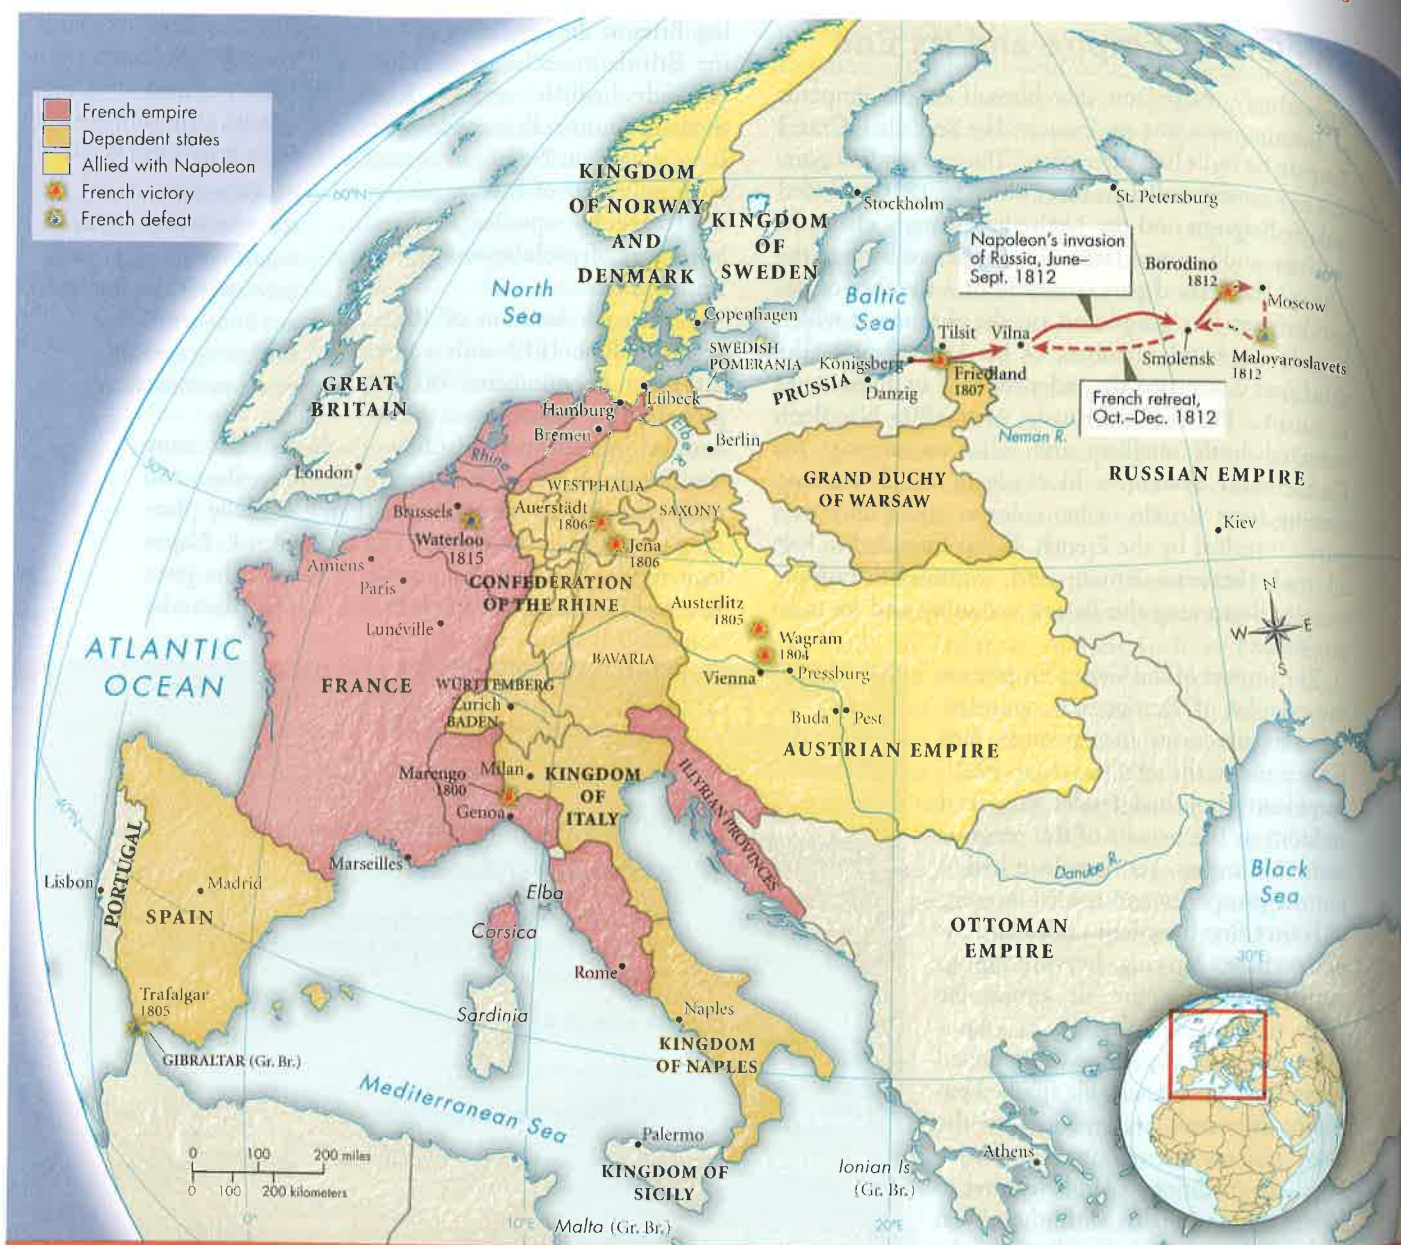 French empire
Dependent states
Allied with Napoleon
French victory
French defeat
60°N
KINGDOM
OF NORWAY
AND
DENMARK
KINGDOM
OF
SWEDEN
Stockholm
St. Petersburg
Napoleon's invasion
of Russia, June–
Sept. 1812
Borodino
1812
Moscow
North
Sea
Baltic
Sea
Copenhagen
SWEDISH
POMERANIA
Tilsit
Vilna
Smolensk
Maloyaroslavets
1812
Königsberg
Friedland
1807
PRUSSIA
Danzig
French retreat,
Oct.–Dec. 1812
GREAT
BRITAIN
Hamburg
Lübeck
Bremen
Elbe R.
Berlin
Neman R.
London
50°N
Rhine
WESTPHALIA
GRAND DUCHY
OF WARSAW
RUSSIAN EMPIRE
Brussels
Auerstädt
1806
SAXONY
Kiev
Waterloo
1815
Jena
1806
Amiens
Paris
CONFEDERATION
OF THE RHINE
Austerlitz
1805
N
W
E
S
Lunéville
Wagram
1804
ATLANTIC
OCEAN
BAVARIA
Vienna
Pressburg
FRANCE
WÜRTTEMBERG
Zurich
BADEN
Buda
Pest
AUSTRIAN EMPIRE
Marengo
1800
Milan
KINGDOM
OF
ITALY
Genoa
ILLYRIAN PROVINCES
40°N
Marseilles
Danube R.
Black
Sea
PORTUGAL
Lisbon
Madrid
SPAIN
Elba
Corsica
OTTOMAN
EMPIRE
30°E
Rome
Trafalgar
1805
Sardinia
Naples
GIBRALTAR (Gr. Br.)
KINGDOM
OF NAPLES
Mediterranean Sea
Palermo
KINGDOM OF
SICILY
Ionian Is
(Gr. Br.)
Athens
0 100 200 miles
0 100 200 kilometers
0°
10°E
Malta (Gr. Br.)
20°E